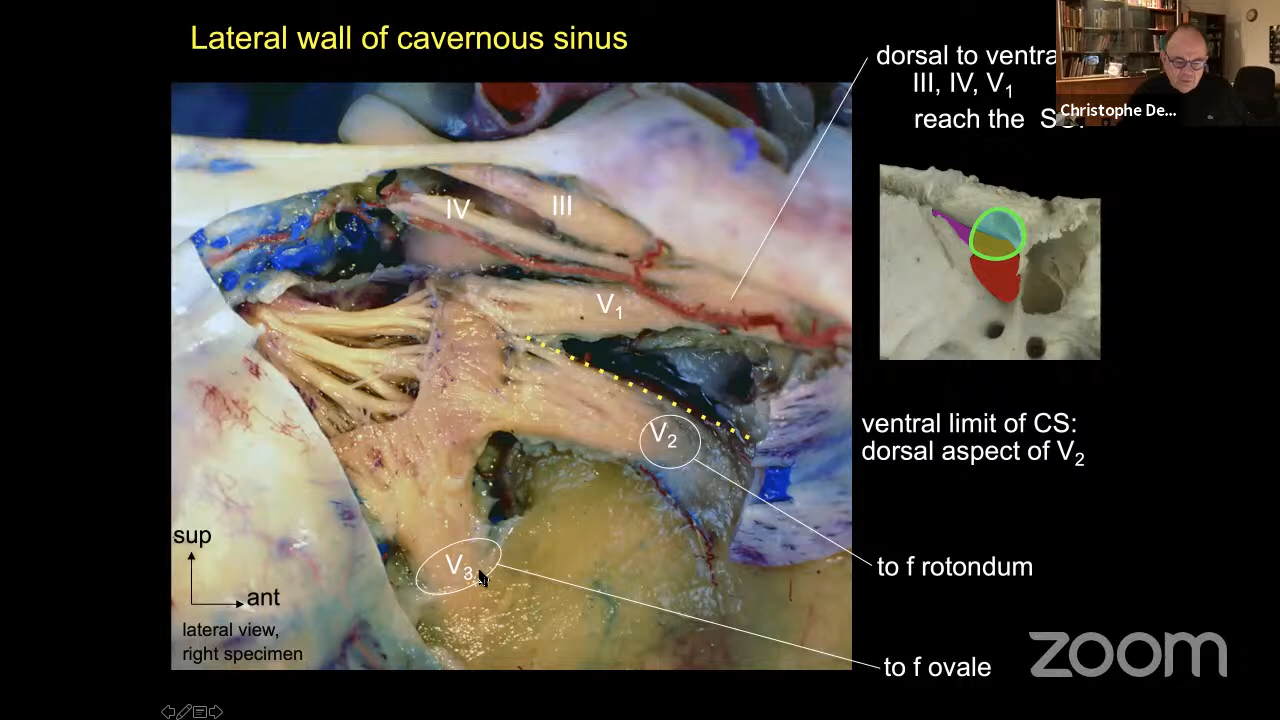 Lateral wall of cavernous sinus
dorsal to ventra
III, IV, V1
reach the
Christophe De...
IV
III
V1
V2
V3
ventral limit of CS:
dorsal aspect of V2
to f rotondum
to f ovale
sup
ant
lateral view,
right specimen
zoom